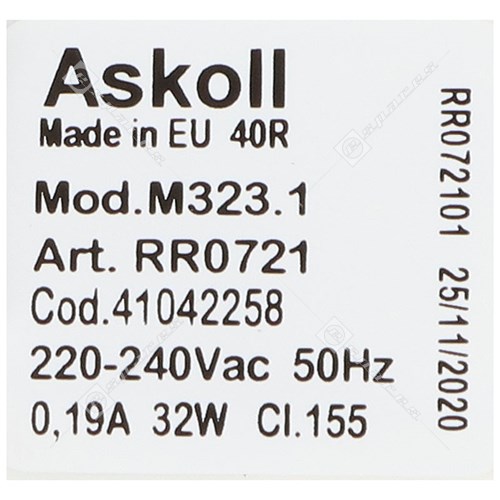 Askoll
Made in EU 40R
Mod.M323.1
Art. RR0721
Cod.41042258
220-240Vac 50Hz
0,19A 32W Cl.155
RR072101 25/11/2020